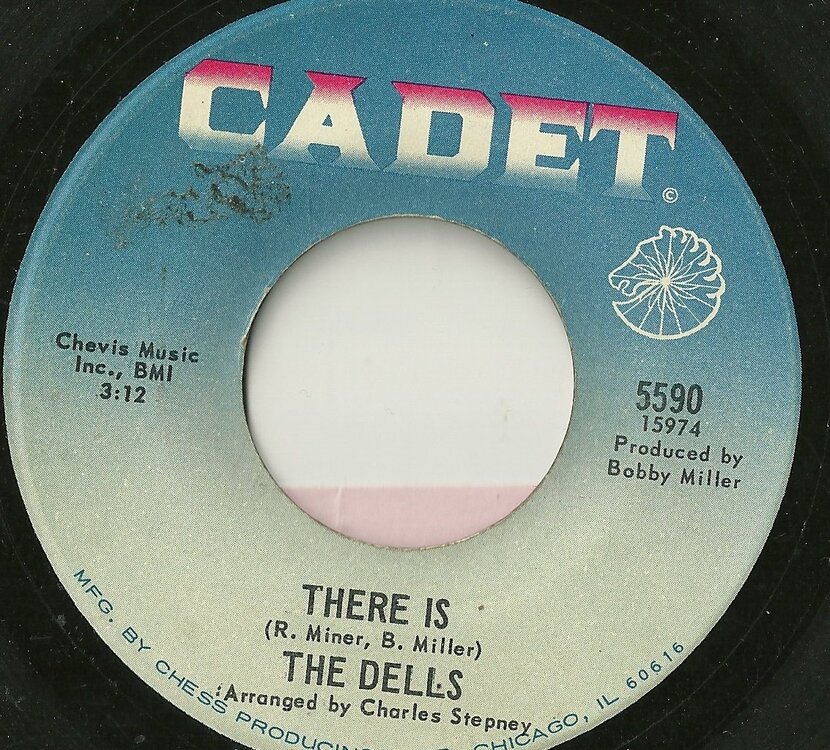 CADET
©
Chevis Music
Inc., BMI
3:12
5590
15974
Produced by
Bobby Miller
THERE IS
(R. Miner, B. Miller)
THE DELLS
Arranged by Charles Stepney
MFG. BY CHESS PRODUCING CHICAGO, IL 60616